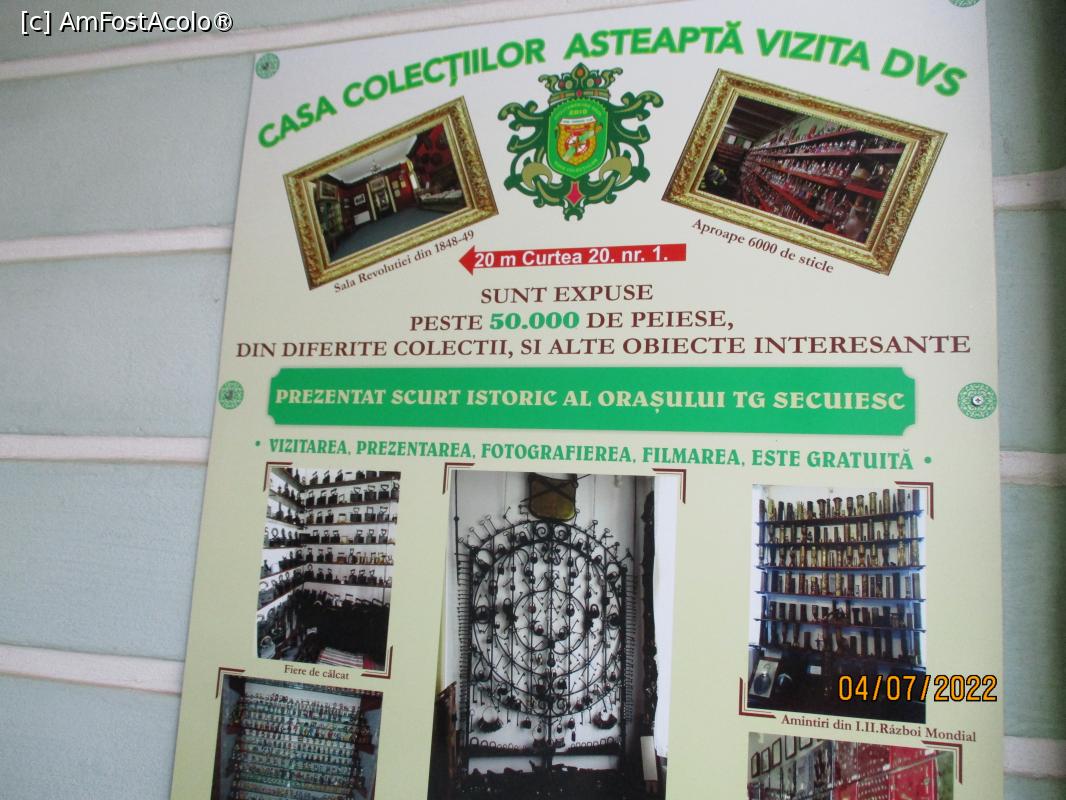 [c] AmFostAcolo®
CASA COLECȚIILOR ASTEAPTĂ VIZITA DVS
2010
Sala Revolutiei din 1848-49
Aproape 6000 de sticle
20 m Curtea 20. nr. 1.
SUNT EXPUSE
PESTE 50.000 DE PEIESE,
DIN DIFERITE COLECTII, SI ALTE OBIECTE INTERESANTE
PREZENTAT SCURT ISTORIC AL ORAȘULUI TG SECUIESC
• VIZITAREA, PREZENTAREA, FOTOGRAFIEREA, FILMAREA, ESTE GRATUITĂ •
Fiere de călcat
Amintiri din I.II.Război Mondial
04/07/2022